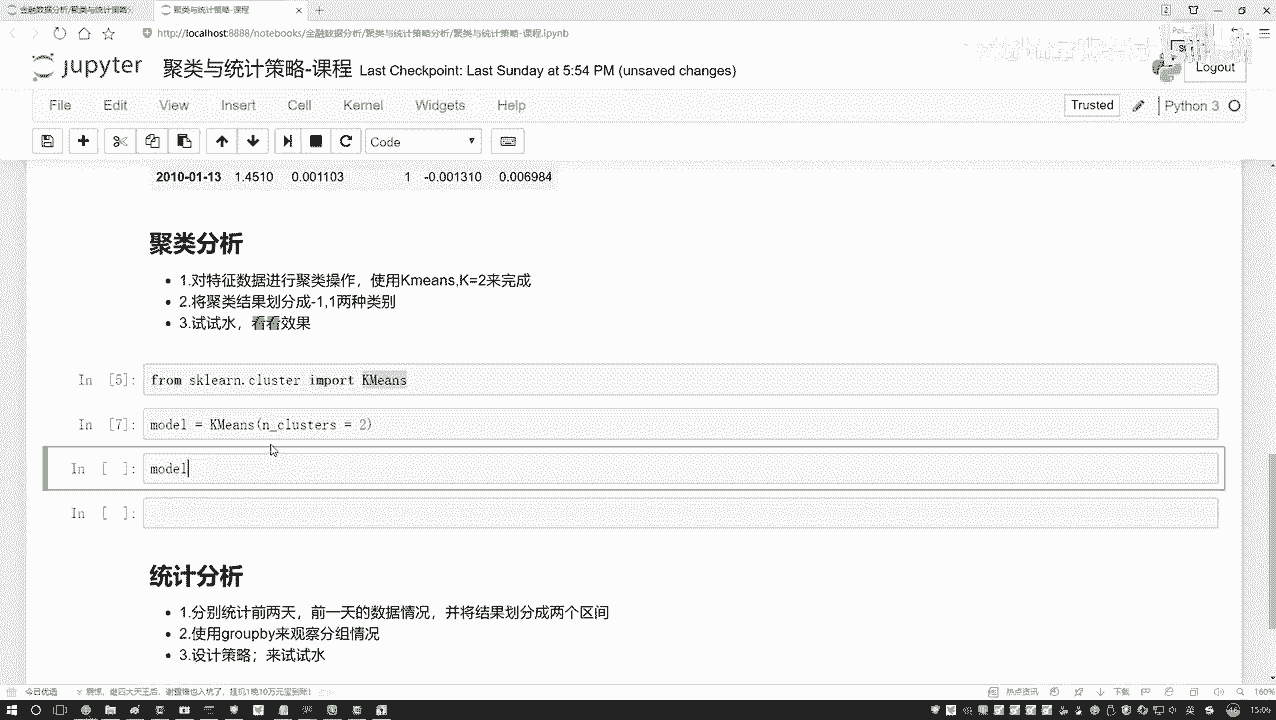 金融数据分析/聚类与统计策略分
聚类与统计策略-课程
http://localhost:8888/notebooks/金融数据分析/聚类与统计策略分析/聚类与统计策略-课程.ipynb
jupyter 聚类与统计策略-课程 Last Checkpoint: Last Sunday at 5:54 PM (unsaved changes)
Logout
File Edit View Insert Cell Kernel Widgets Help
Trusted Python 3
Code
2010-01-13 1.4510 0.001103 1 -0.001310 0.006984
聚类分析
1.对特征数据进行聚类操作，使用Kmeans,K=2来完成
2.将聚类结果划分成-1,1两种类别
3.试试水，看看效果
In [5]: from sklearn.cluster import KMeans
In [7]: model = KMeans(n_clusters = 2)
In [ ]: model
In [ ]:
统计分析
1.分别统计前两天，前一天的数据情况，并将结果划分成两个区间
2.使用groupby来观察分组情况
3.设计策略；来试试水
今日优选
热点资讯 下载 160%
15:09